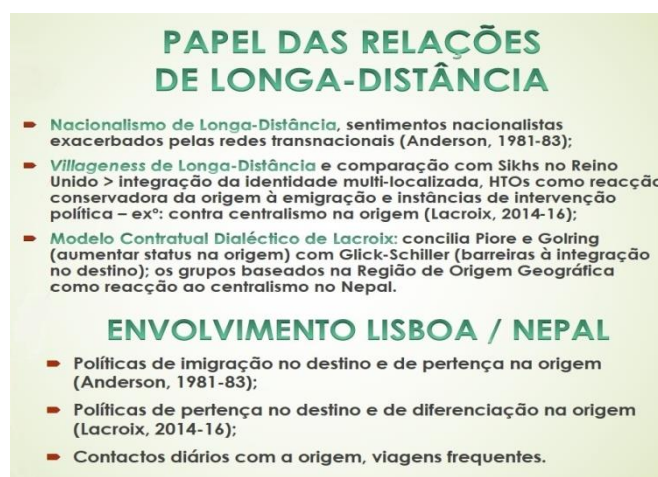 PAPEL DAS RELAÇÕES
DE LONGA-DISTÂNCIA
Nacionalismo de Longa-Distância, sentimentos nacionalistas
exacerbados pelas redes transnacionais (Anderson, 1981-83);
Villageness de Longa-Distância e comparação com Sikhs no Reino
Unido > integração da identidade multi-localizada, HTOs como reacção
conservadora da origem à emigração e instâncias de intervenção
política – exº: contra centralismo na origem (Lacroix, 2014-16);
Modelo Contratual Dialéctico de Lacroix: concilia Piore e Golring
(aumentar status na origem) com Glick-Schiller (barreiras à integração
no destino); os grupos baseados na Região de Origem Geográfica
como reacção ao centralismo no Nepal.
ENVOLVIMENTO LISBOA / NEPAL
Políticas de imigração no destino e de pertença na origem
(Anderson, 1981-83);
Políticas de pertença no destino e de diferenciação na origem
(Lacroix, 2014-16);
Contactos diários com a origem, viagens frequentes.